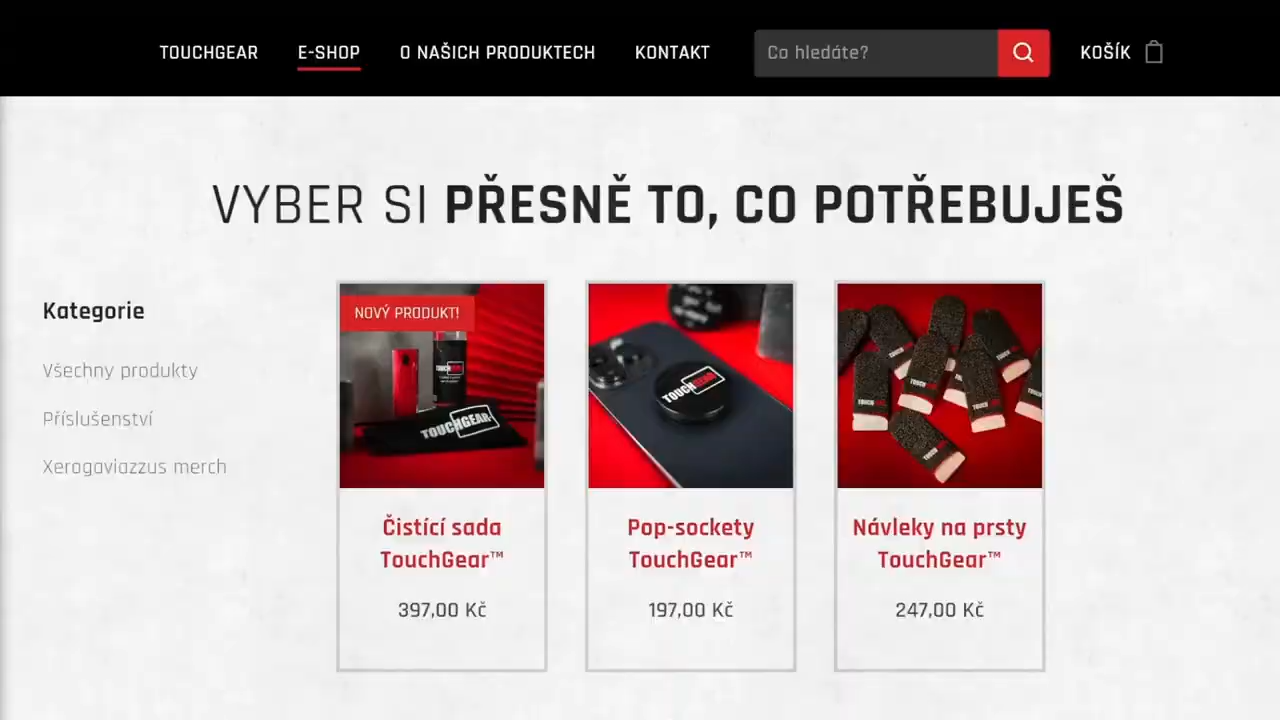 TOUCHGEAR E-SHOP O NAŠICH PRODUKTECH KONTAKT Co hledáte? KOŠÍK
VYBER SI PŘESNĚ TO, CO POTŘEBUJEŠ
Kategorie
Všechny produkty
Příslušenství
Xerogaviazzus merch
NOVÝ PRODUKT!
TOUCHGEAR
Čistící sada
TouchGear™
397,00 Kč
TOUCHGEAR
Pop-sockety
TouchGear™
197,00 Kč
Návleky na prsty
TouchGear™
247,00 Kč